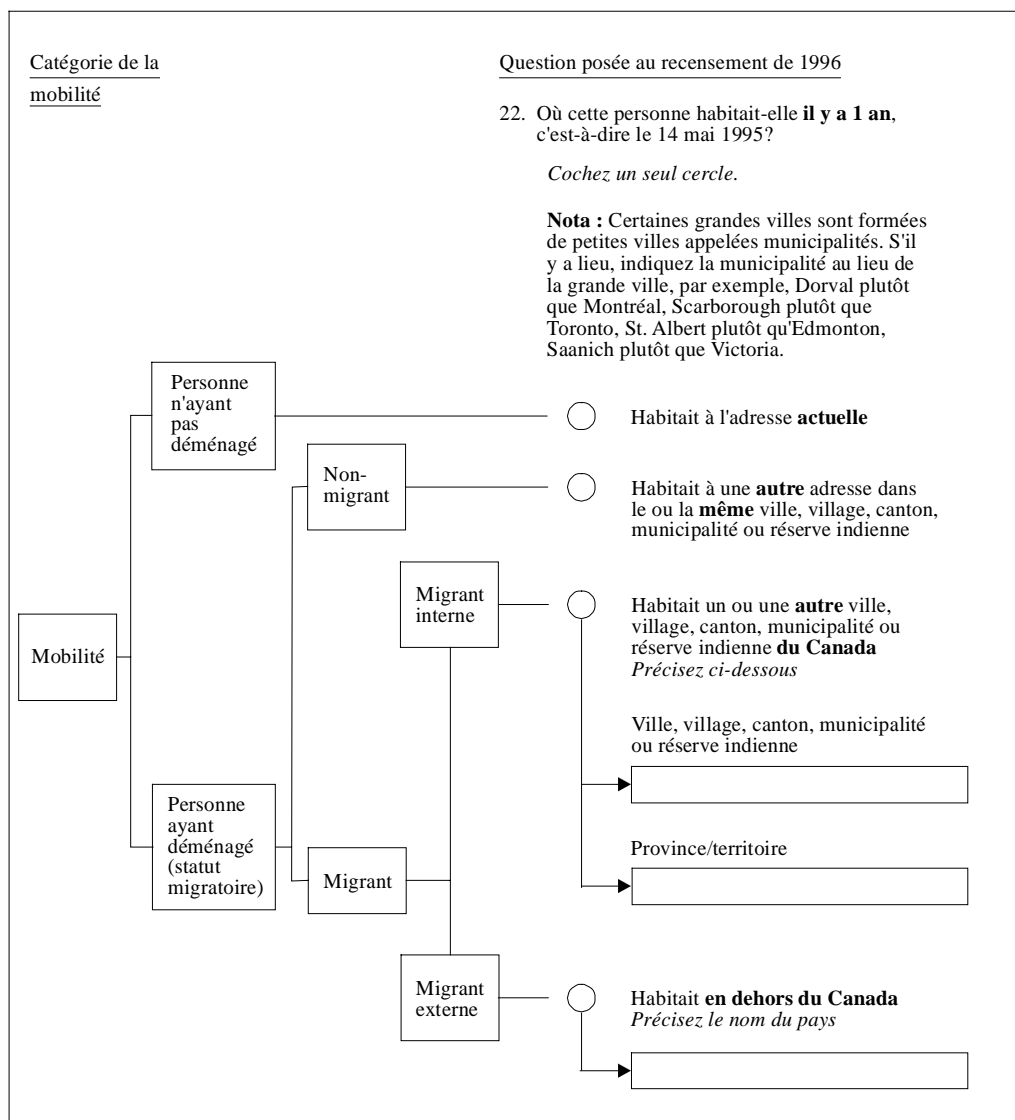 Catégorie de la
mobilité
Question posée au recensement de 1996
22. Où cette personne habitait-elle il y a 1 an,
c'est-à-dire le 14 mai 1995?
Cochez un seul cercle.
Nota : Certaines grandes villes sont formées
de petites villes appelées municipalités. S'il
y a lieu, indiquez la municipalité au lieu de
la grande ville, par exemple, Dorval plutôt
que Montréal, Scarborough plutôt que
Toronto, St. Albert plutôt qu'Edmonton,
Saanich plutôt que Victoria.
Personne
n'ayant
pas
déménagé
Habitait à l'adresse actuelle
Non-
migrant
Habitait à une autre adresse dans
le ou la même ville, village, canton,
municipalité ou réserve indienne
Migrant
interne
Habitait un ou une autre ville,
village, canton, municipalité ou
réserve indienne du Canada
Précisez ci-dessous
Mobilité
Ville, village, canton, municipalité
ou réserve indienne
Personne
ayant
déménagé
(statut
migratoire)
Migrant
Province/territoire
Migrant
externe
Habitait en dehors du Canada
Précisez le nom du pays